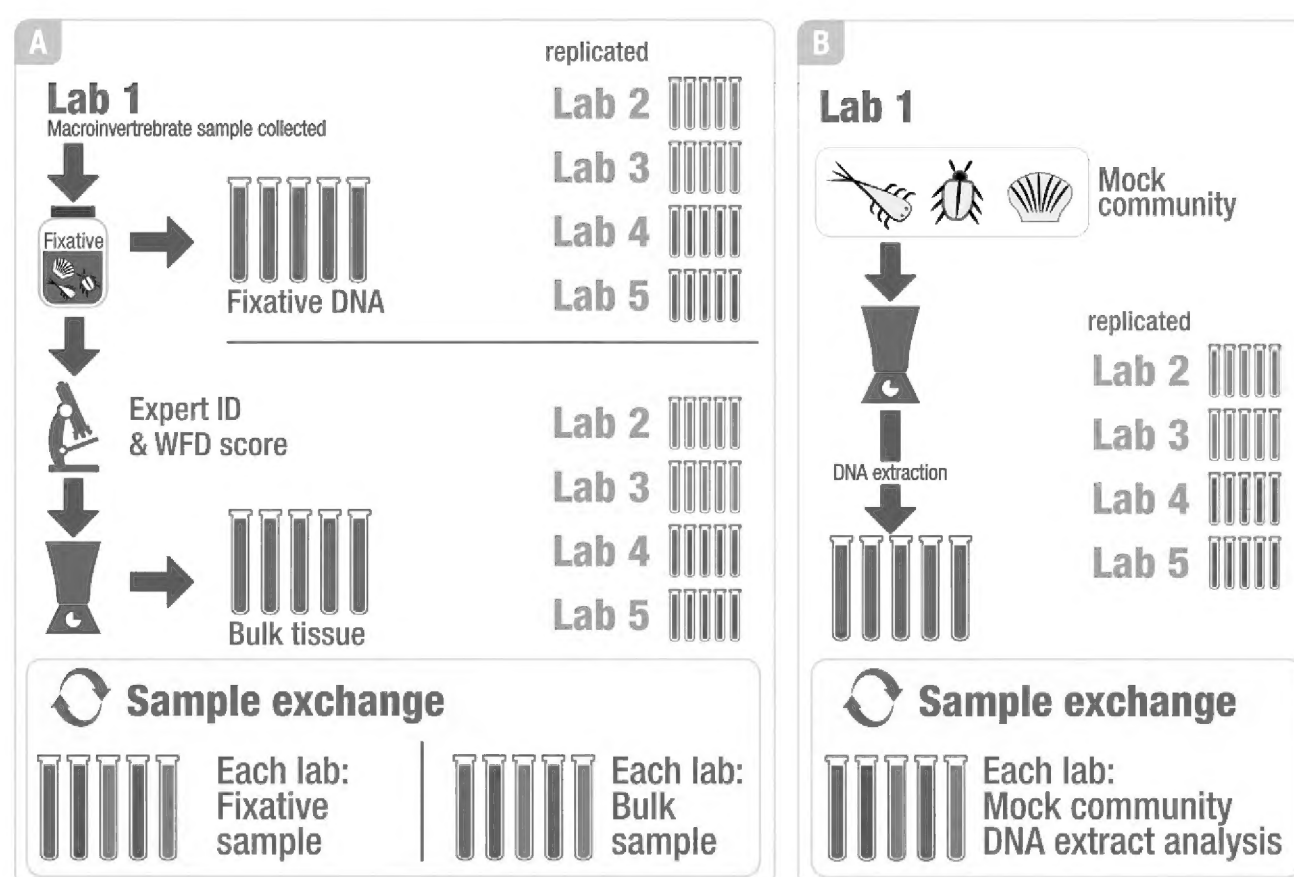 A
Lab 1
Macroinvertrebrate sample collected
Fixative
Fixative DNA
replicated
Lab 2
Lab 3
Lab 4
Lab 5
Expert ID
& WFD score
Bulk tissue
Lab 2
Lab 3
Lab 4
Lab 5
Sample exchange
Each lab:
Fixative
sample
Each lab:
Bulk
sample
B
Lab 1
Mock
community
DNA extraction
replicated
Lab 2
Lab 3
Lab 4
Lab 5
Sample exchange
Each lab:
Mock community
DNA extract analysis